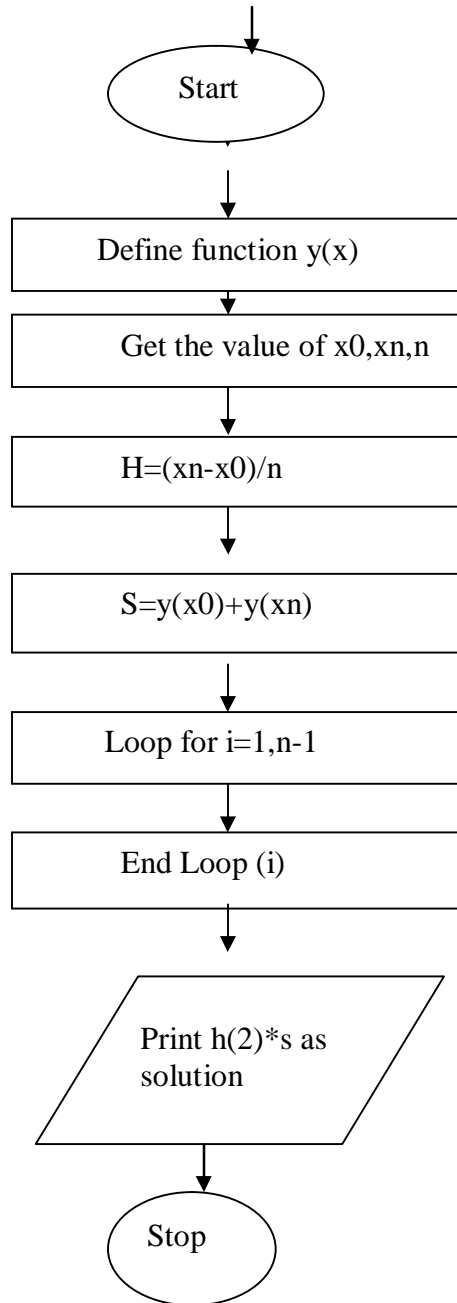 Start
Define function y(x)
Get the value of x0,xn,n
H=(xn-x0)/n
S=y(x0)+y(xn)
Loop for i=1,n-1
End Loop (i)
Print h(2)*s as
solution
Stop